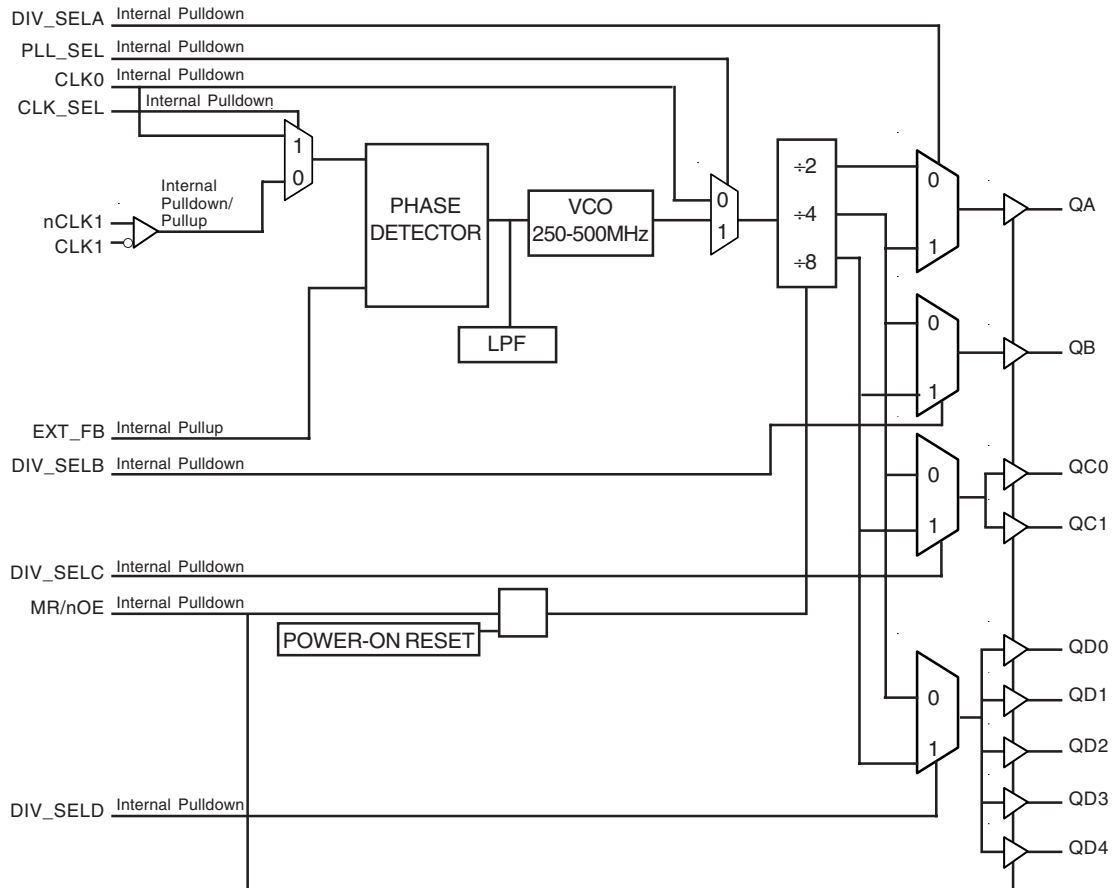 DIV_SELA Internal Pulldown
PLL_SEL Internal Pulldown
CLK0 Internal Pulldown
CLK_SEL Internal Pulldown
1
0
Internal
Pulldown/
Pullup
nCLK1
CLK1
PHASE
DETECTOR
VCO
250-500MHz
LPF
0
1
÷2
÷4
÷8
0
1
QA
0
1
QB
EXT_FB Internal Pullup
DIV_SELB Internal Pulldown
0
1
QC0
QC1
DIV_SELC Internal Pulldown
MR/nOE Internal Pulldown
POWER-ON RESET
0
1
QD0
QD1
QD2
QD3
QD4
DIV_SELD Internal Pulldown